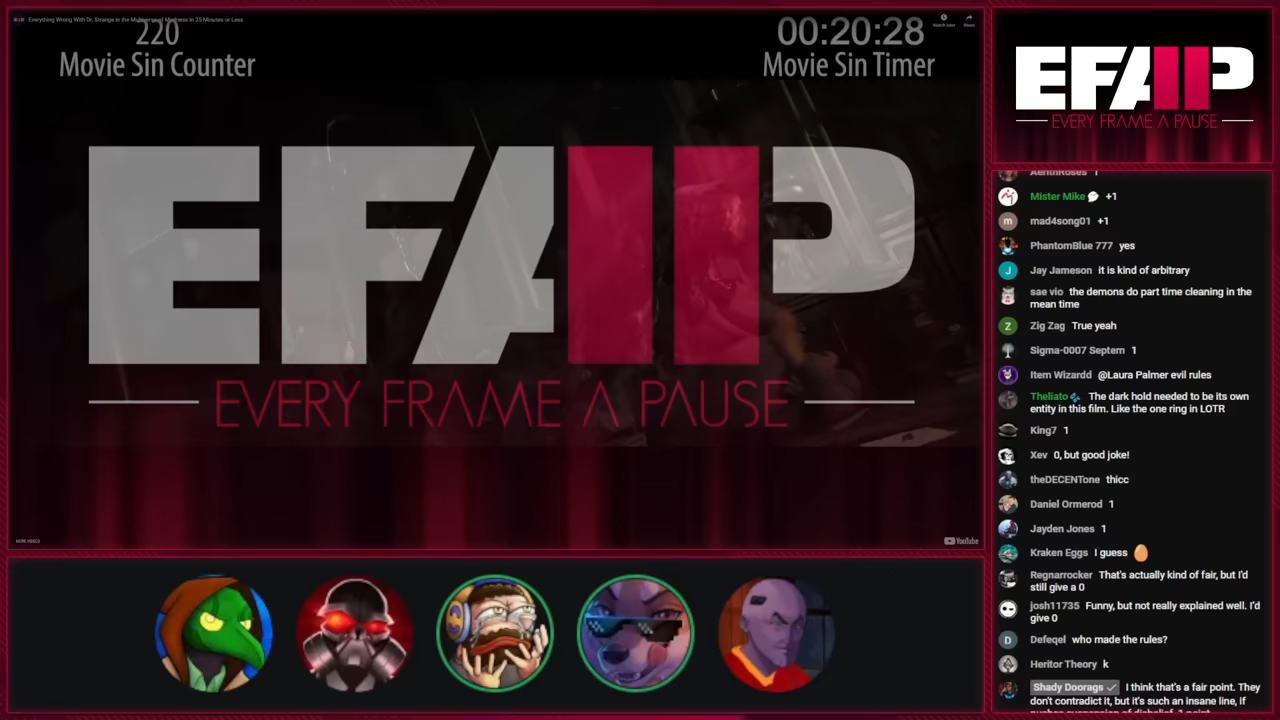 Everything Wrong With Dr. Strange in the Multiverse of Madness In 25 Minutes or Less
220
Movie Sin Counter
Watch later
Share
00:20:28
Movie Sin Timer
EFAP
EVERY FRAME A PAUSE
MORE VIDEOS
YouTube
EFAP
EVERY FRAME A PAUSE
AenthRoses 1
Mister Mike +1
m
mad4song01 +1
PhantomBlue 777 yes
J
Jay Jameson it is kind of arbitrary
sae vio the demons do part time cleaning in the
mean time
Z
Zig Zag True yeah
Sigma-0007 Septem 1
Item Wizardd @Laura Palmer evil rules
Theliato The dark hold needed to be its own
entity in this film. Like the one ring in LOTR
King7 1
Xev 0, but good joke!
theDECENTone thicc
Daniel Ormerod 1
Jayden Jones 1
Kraken Eggs I guess
Regnarrocker That's actually kind of fair, but I'd
still give a 0
josh11735 Funny, but not really explained well. I'd
give 0
D
Defeqel who made the rules?
Heritor Theory k
Shady Doorags I think that's a fair point. They
don't contradict it, but it's such an insane line, if